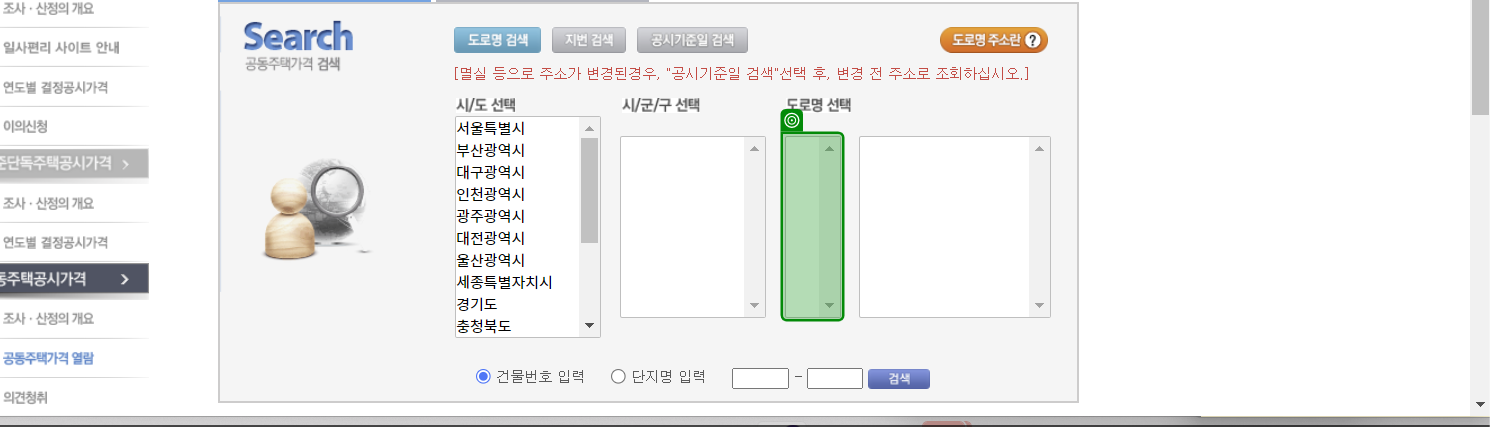 조사 · 산정의 개요
일사편리 사이트 안내
연도별 결정공시가격
이의신청
준단독주택공시가격
조사 · 산정의 개요
연도별 결정공시가격
동주택공시가격
조사 · 산정의 개요
공동주택가격 열람
의견청취
Search
공동주택가격 검색
도로명 검색 지번 검색 공시기준일 검색 도로명 주소란 ?
[멸실 등으로 주소가 변경된경우, "공시기준일 검색"선택 후, 변경 전 주소로 조회하십시오.]
시/도 선택 시/군/구 선택 도로명 선택
서울특별시
부산광역시
대구광역시
인천광역시
광주광역시
대전광역시
울산광역시
세종특별자치시
경기도
충청북도
건물번호 입력 단지명 입력 - 검색